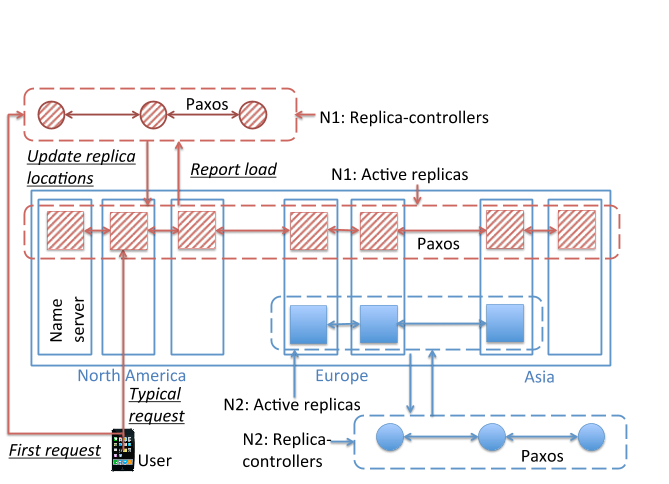 Paxos
N1: Replica-controllers
Update replica
locations
Report load
N1: Active replicas
Paxos
Name
server
North America
Europe
Asia
Typical
request
N2: Active replicas
First request
User
N2: Replica-
controllers
Paxos